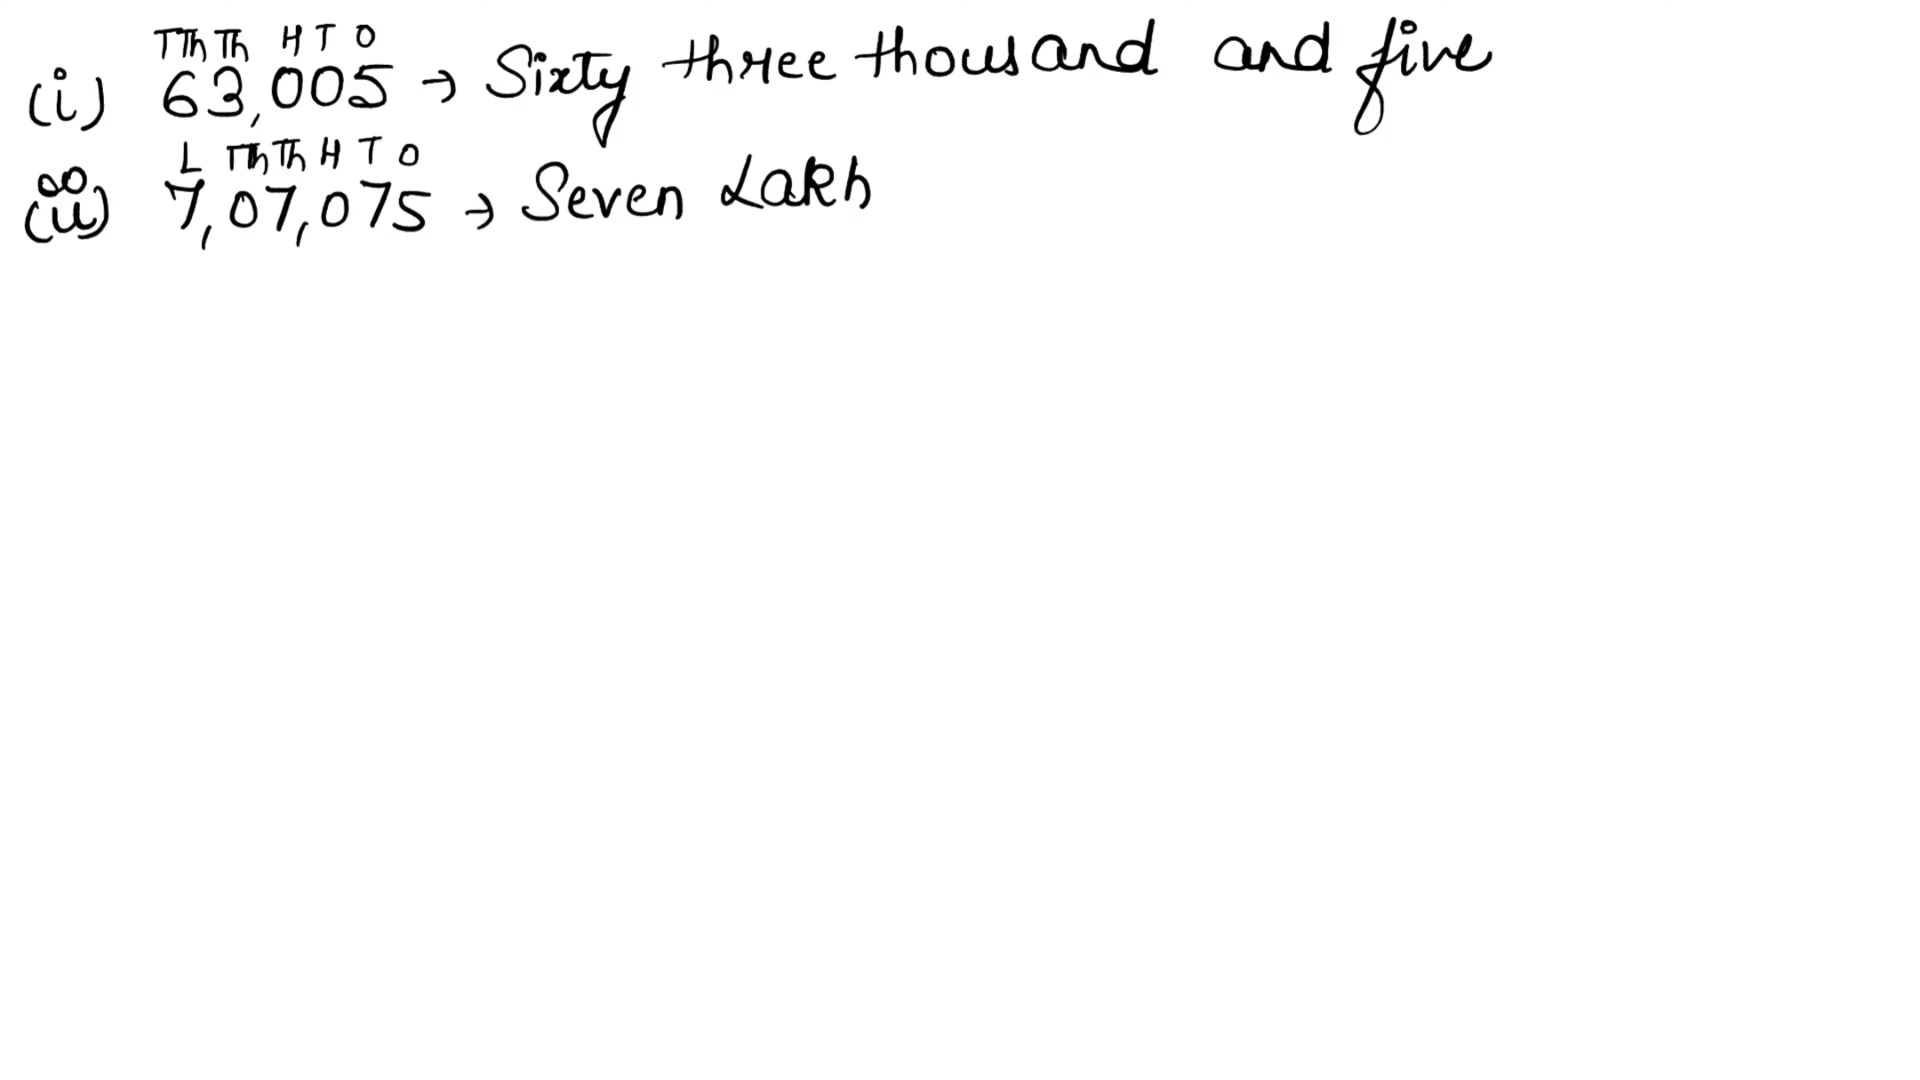 TTh Th H T O
(i) 63,005 → Sixty three thousand and five
L TTh Th H T O
(ii) 7,07,075 → Seven Lakh